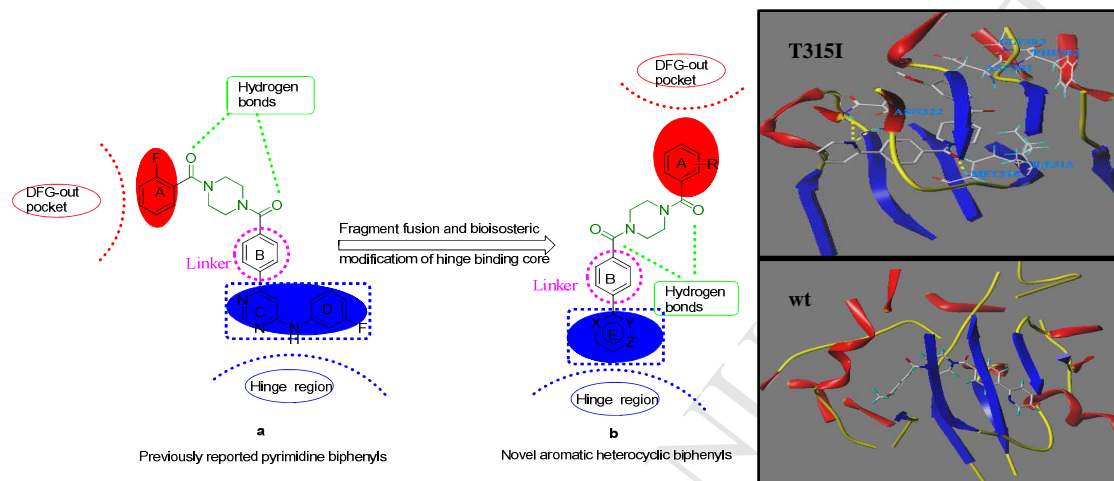 Hydrogen
bonds
F
A
O
N
N
O
DFG-out
pocket
Linker
B
N
C
N
N
H
D
F
Hinge region
a
Previously reported pyrimidine biphenyls
Fragment fusion and bioisosteric
modificatiom of hinge binding core
DFG-out
pocket
A
R
O
N
N
O
Linker
B
Hydrogen
bonds
X
Y
E
Z
Hinge region
b
Novel aromatic heterocyclic biphenyls
T315I
ASN322
wt